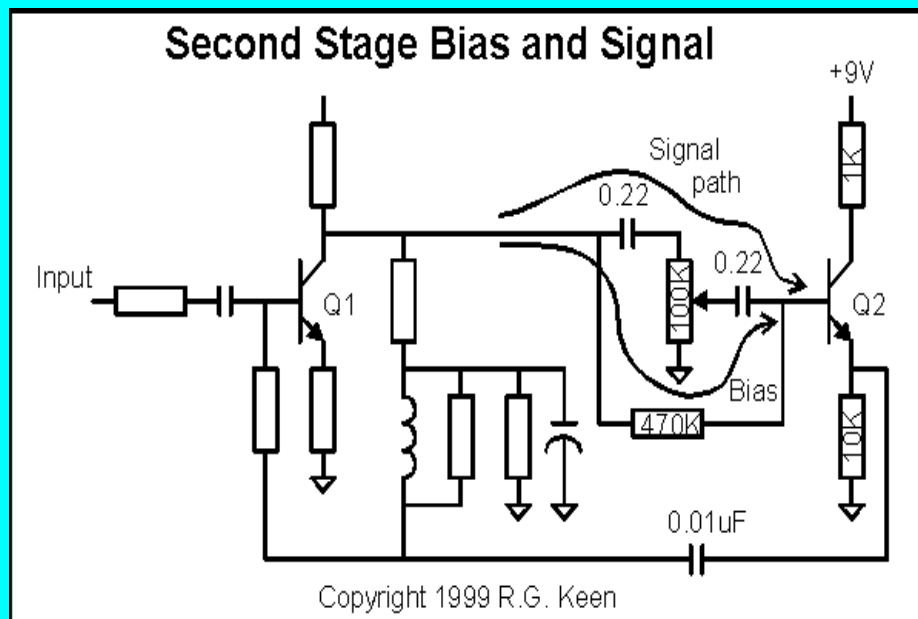 Second Stage Bias and Signal
+9V
Signal
path
1K
0.22
Input
0.22
Q1
100K
Q2
Bias
470K
10K
0.01uF
Copyright 1999 R.G. Keen